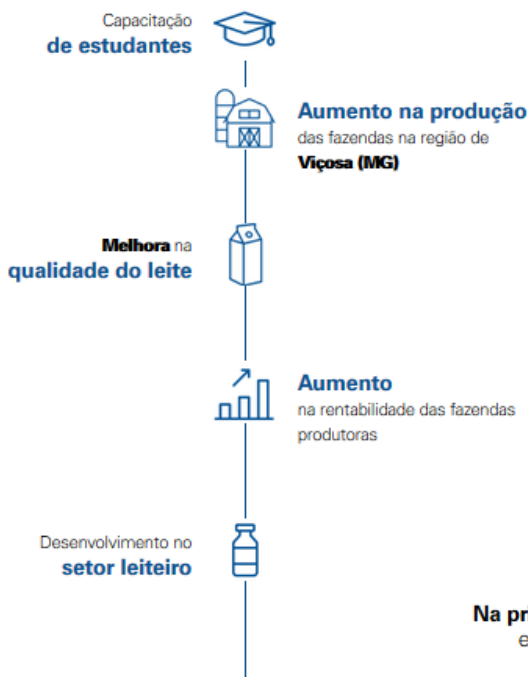 Capacitação
de estudantes
Aumento na produção
das fazendas na região de
Viçosa (MG)
Melhora na
qualidade do leite
Aumento
na rentabilidade das fazendas
produtoras
Desenvolvimento no
setor leiteiro
Na